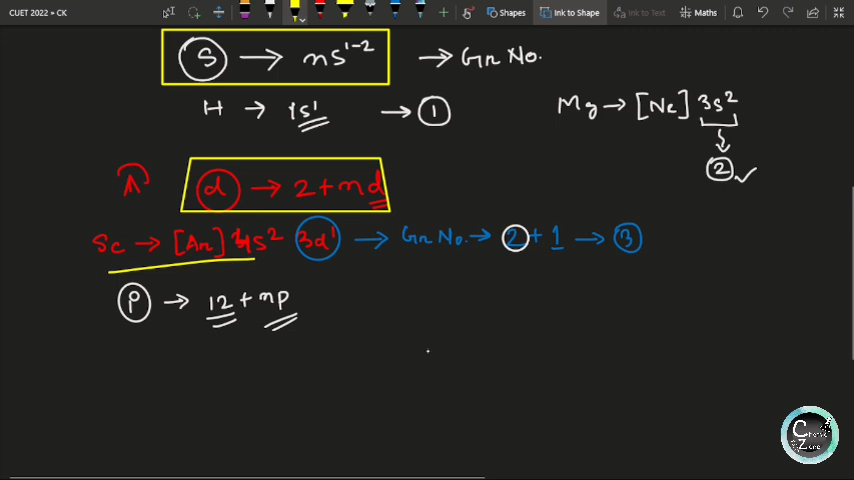 CUET 2022 > CK
Shapes
Ink to Shape
Ink to Test
Maths
S → ns¹⁻² → Gr No.
H → 1s¹ → 1
Mg → [Ne] 3s²
2 ✓
d → 2 + nd
Sc → [Ar] 4s² 3d¹ → Gr No. → 2 + 1 → 3
P → 12 + np